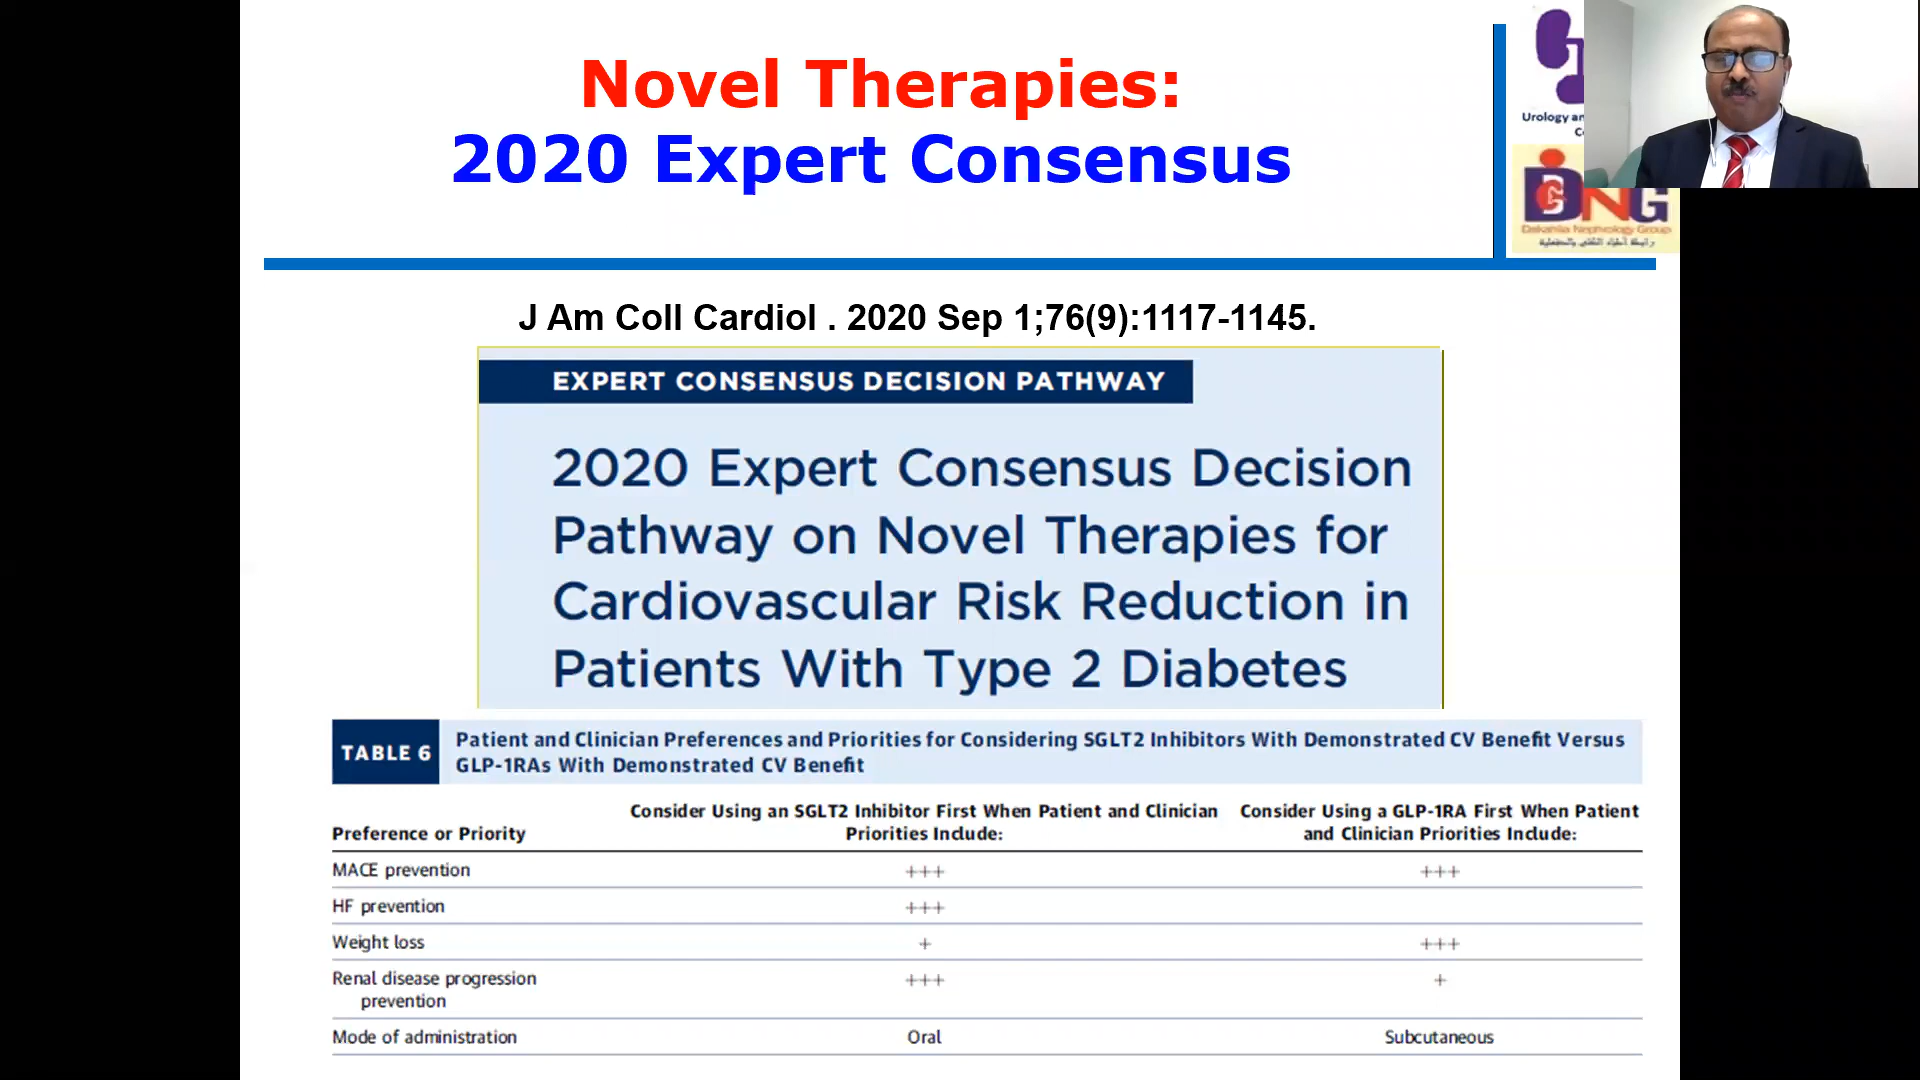 Novel Therapies:
2020 Expert Consensus
Urology an
C
DNG
Dakahlia Nephrology Group
J Am Coll Cardiol . 2020 Sep 1;76(9):1117-1145.
EXPERT CONSENSUS DECISION PATHWAY
2020 Expert Consensus Decision
Pathway on Novel Therapies for
Cardiovascular Risk Reduction in
Patients With Type 2 Diabetes
TABLE 6
Patient and Clinician Preferences and Priorities for Considering SGLT2 Inhibitors With Demonstrated CV Benefit Versus
GLP-1RAs With Demonstrated CV Benefit
Preference or Priority
Consider Using an SGLT2 Inhibitor First When Patient and Clinician
Priorities Include:
Consider Using a GLP-1RA First When Patient
and Clinician Priorities Include:
MACE prevention +++ +++
HF prevention +++
Weight loss + +++
Renal disease progression +++ +
prevention
Mode of administration Oral Subcutaneous